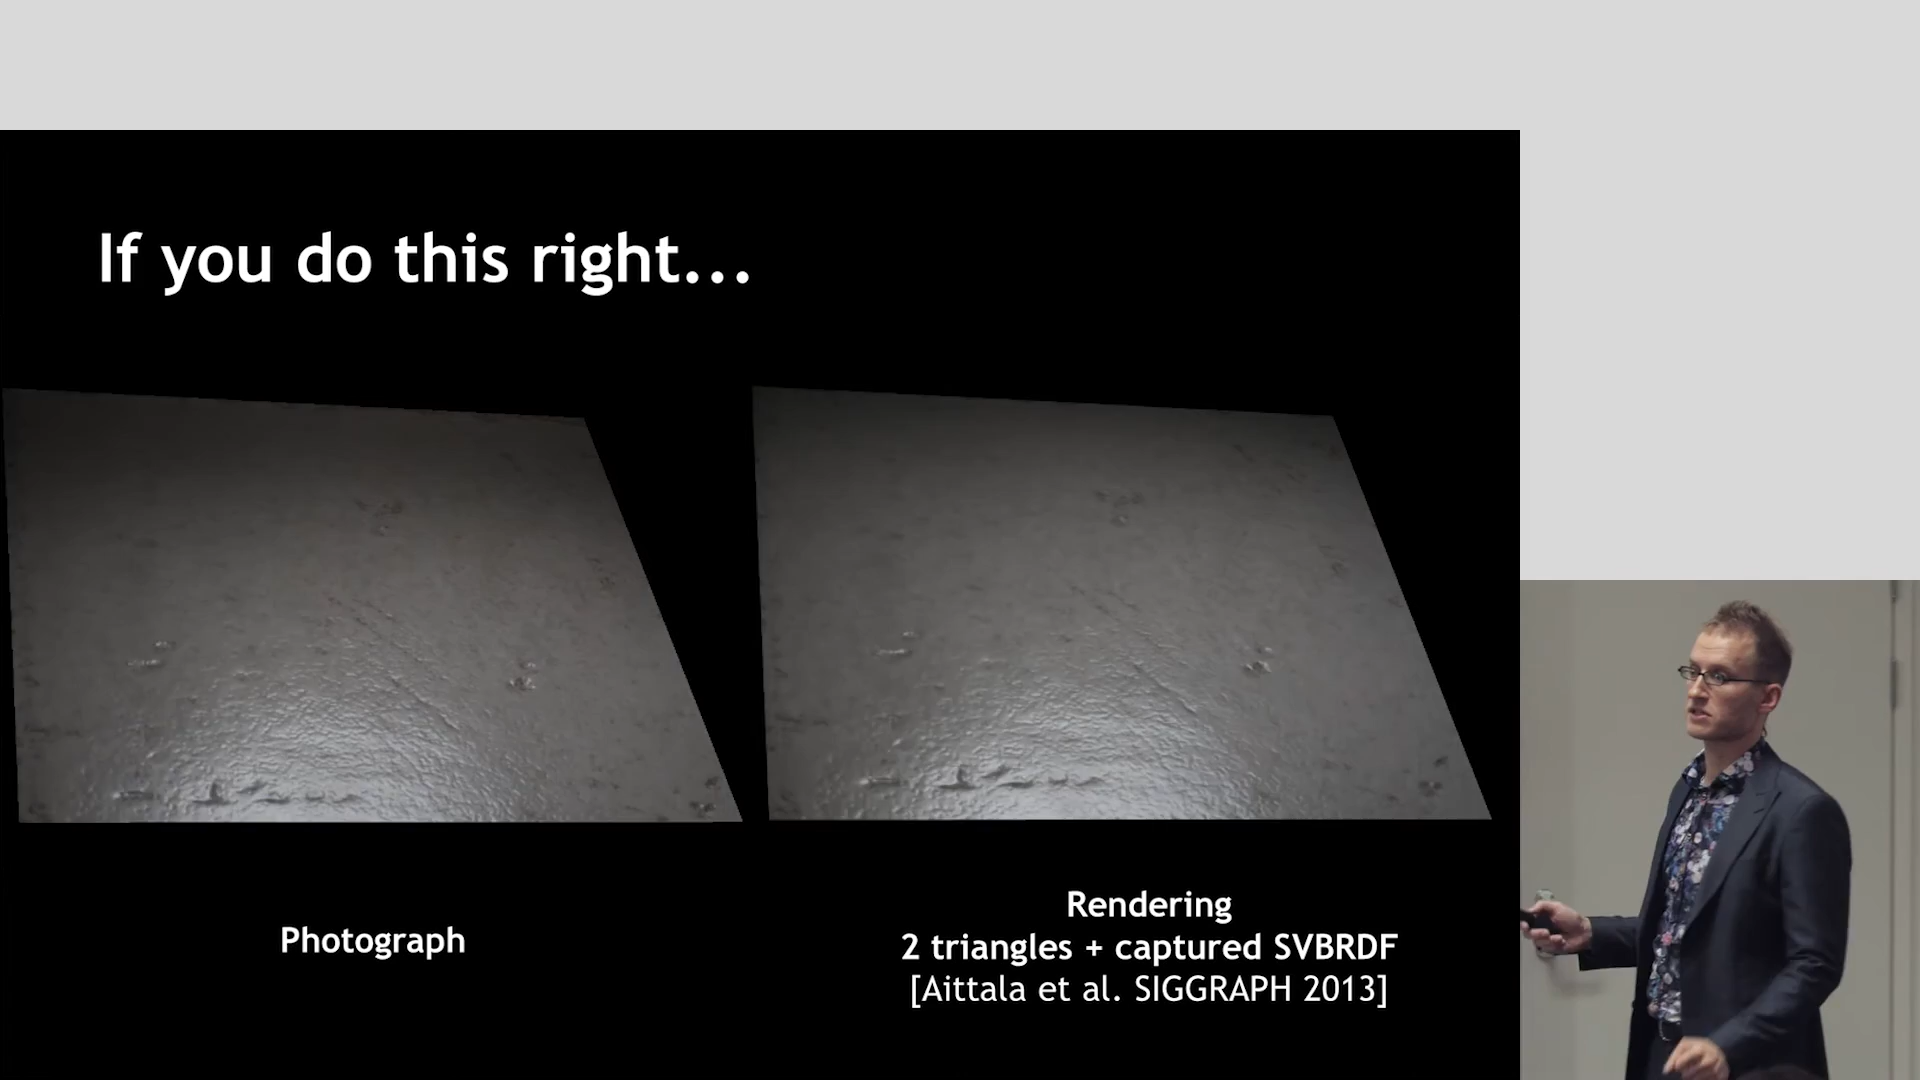 If you do this right...
Photograph
Rendering
2 triangles + captured SVBRDF
[Aittala et al. SIGGRAPH 2013]